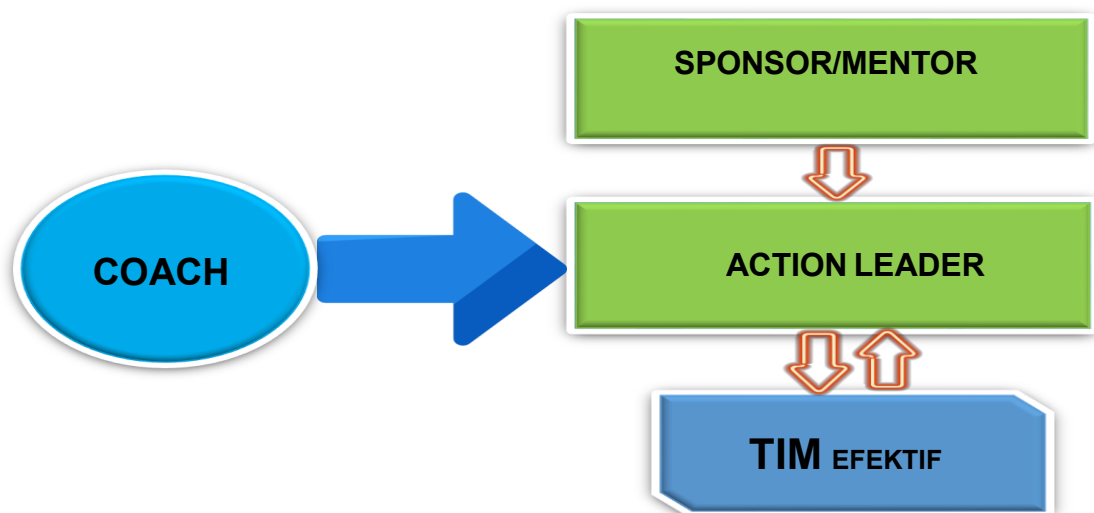 SPONSOR/MENTOR
COACH
ACTION LEADER
TIM EFEKTIF